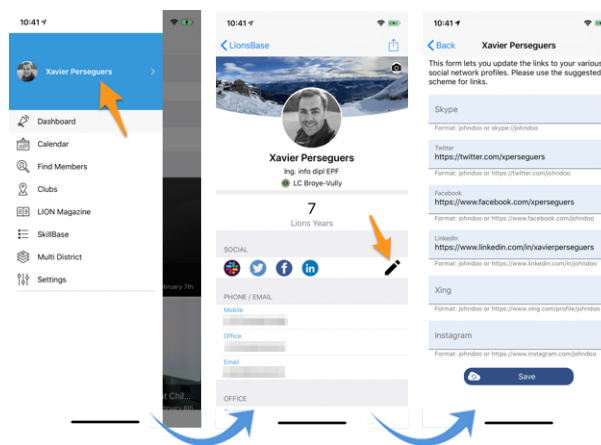 10:41
Xavier Perseguers
Dashboard
Calendar
Find Members
Clubs
LION Magazine
SkillBase
Multi District
Settings
bruary 7th
t Chil...
bruary 8th
10:41
LionsBase
Xavier Perseguers
Ing. info dipl EPF
LC Broye-Vully
7
Lions Years
SOCIAL
PHONE / EMAIL
Mobile
Office
Email
OFFICE
10:41
Back
Xavier Perseguers
This form lets you update the links to your various
social network profiles. Please use the suggested
scheme for links.
Skype
Format: johndoo or skype://johndoo
Twitter
https://twitter.com/xperseguers
Format: johndoo or https://twitter.com/johndoo
Facebook
https://www.facebook.com/xperseguers
Format: johndoo or https://www.facebook.com/johndoo
LinkedIn
https://www.linkedin.com/in/xavierperseguers
Format: johndoo or https://www.linkedin.com/in/johndoo
Xing
Format: johndoo or https://www.xing.com/profile/johndoo
Instagram
Format: johndoo or https://www.instagram.com/johndoo
Save